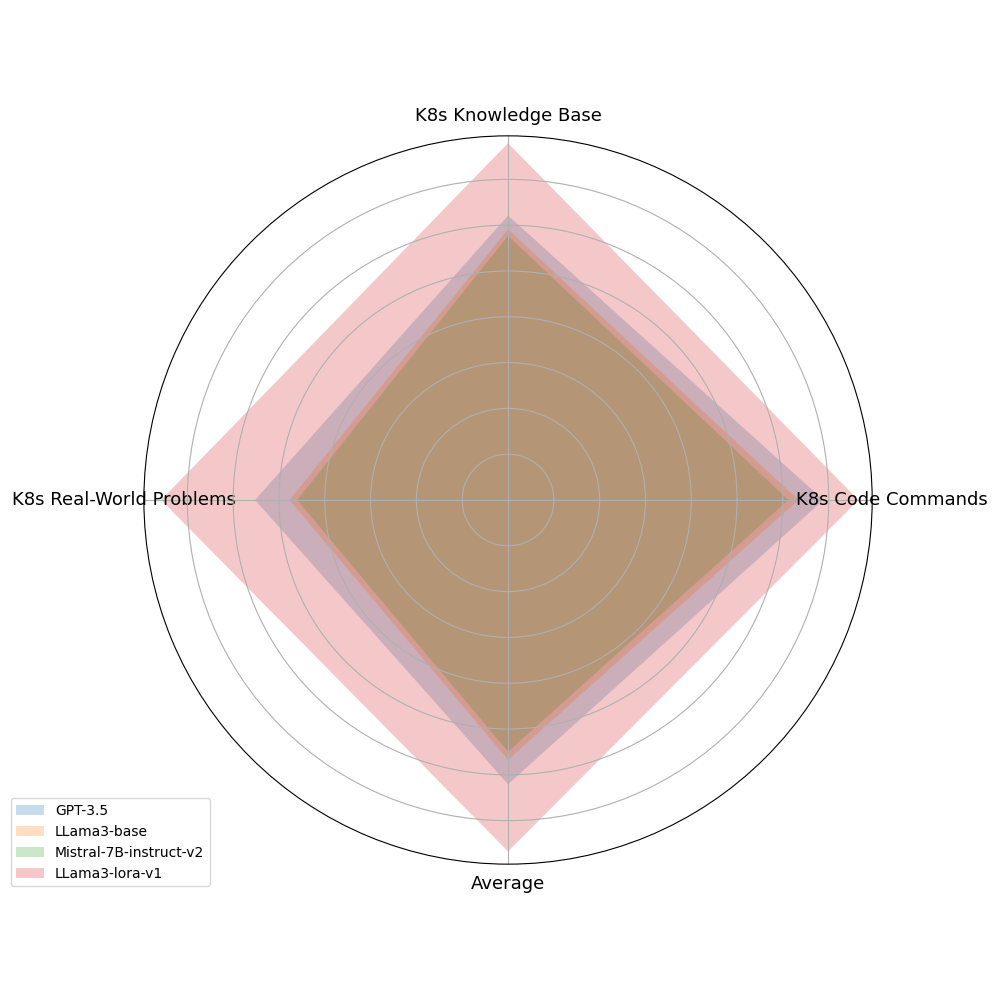 K8s Knowledge Base
K8s Real-World Problems
K8s Code Commands
Average
GPT-3.5
LLama3-base
Mistral-7B-instruct-v2
LLama3-lora-v1